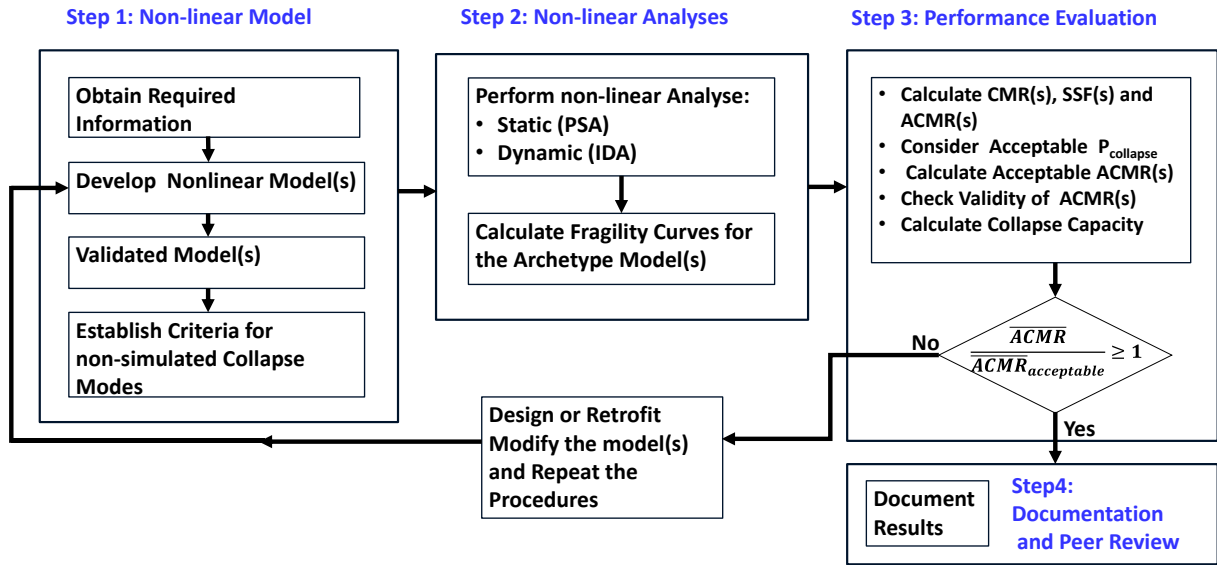 Step 1: Non-linear Model
Obtain Required
Information
Develop Nonlinear Model(s)
Validated Model(s)
Establish Criteria for
non-simulated Collapse
Modes
Step 2: Non-linear Analyses
Perform non-linear Analyse:
• Static (PSA)
• Dynamic (IDA)
Calculate Fragility Curves for
the Archetype Model(s)
Step 3: Performance Evaluation
• Calculate CMR(s), SSF(s) and
ACMR(s)
• Consider Acceptable P_collapse
• Calculate Acceptable ACMR(s)
• Check Validity of ACMR(s)
• Calculate Collapse Capacity
No
A̅C̅M̅R̅
A̅C̅M̅R̅_acceptable ≥ 1
Yes
Design or Retrofit
Modify the model(s)
and Repeat the
Procedures
Document
Results
Step4:
Documentation
and Peer Review